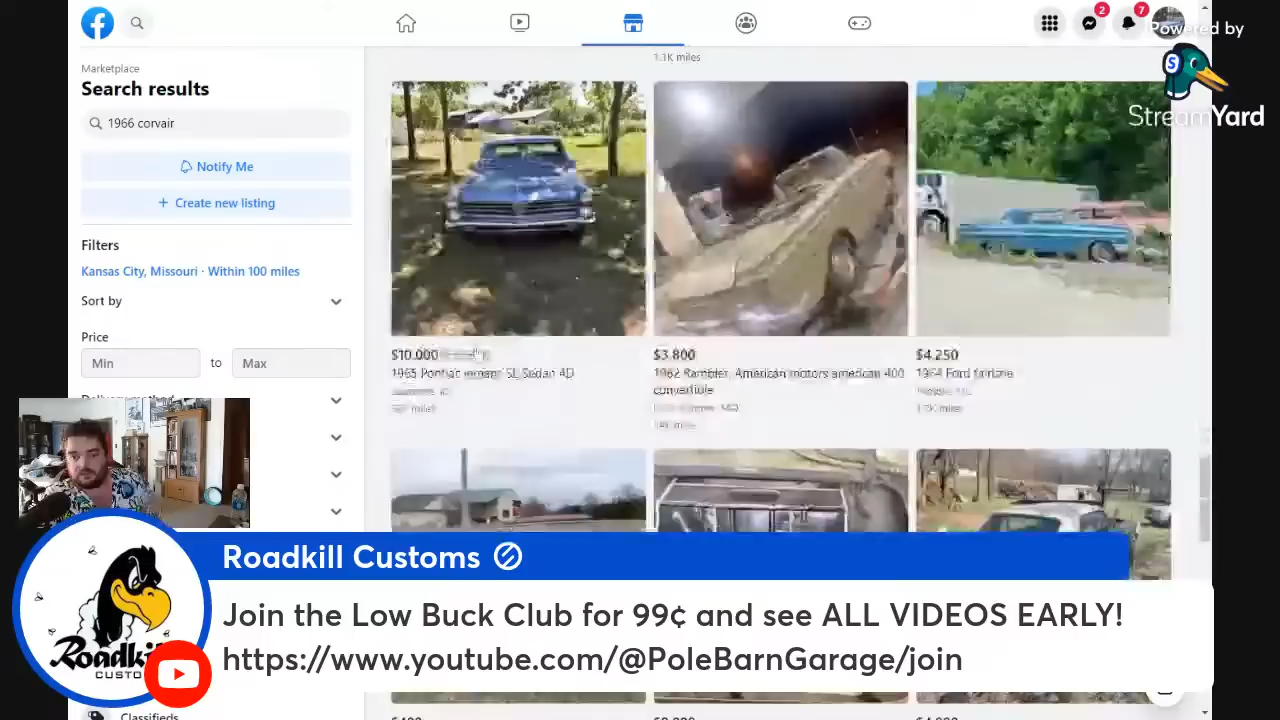 1.1K miles
2
7
Powered by
StreamYard
Marketplace
Search results
1966 corvair
Notify Me
Create new listing
Filters
Kansas City, Missouri · Within 100 miles
Sort by
Price
Min
to
Max
$10,000
1965 Pontiac SL Sedan 4D
$3,800
1962 Rambler, American motors american 400
convertible
$4,250
1964 Ford fairlane
Roadkill Customs
Join the Low Buck Club for 99¢ and see ALL VIDEOS EARLY!
https://www.youtube.com/@PoleBarnGarage/join
Classifieds